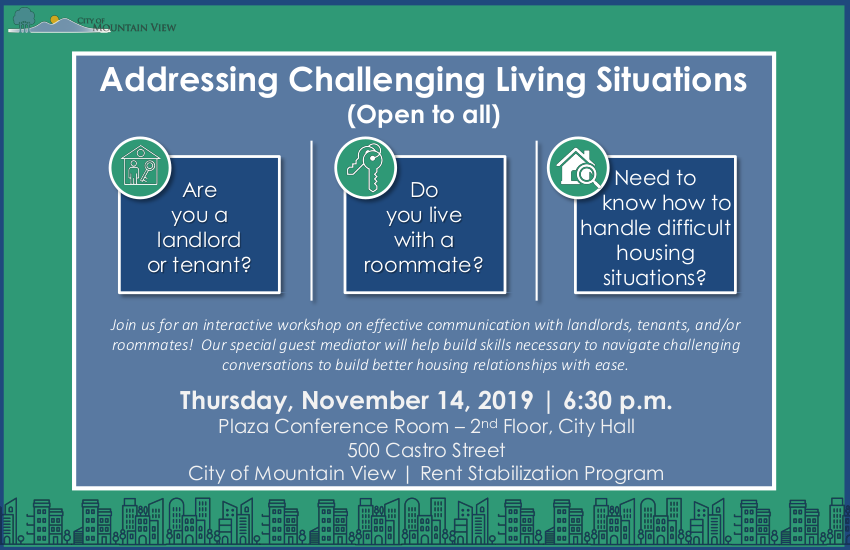 City of
Mountain View
Addressing Challenging Living Situations
(Open to all)
Are
you a
landlord
or tenant?
Do
you live
with a
roommate?
Need to
know how to
handle difficult
housing
situations?
Join us for an interactive workshop on effective communication with landlords, tenants, and/or
roommates! Our special guest mediator will help build skills necessary to navigate challenging
conversations to build better housing relationships with ease.
Thursday, November 14, 2019 | 6:30 p.m.
Plaza Conference Room – 2nd Floor, City Hall
500 Castro Street
City of Mountain View | Rent Stabilization Program